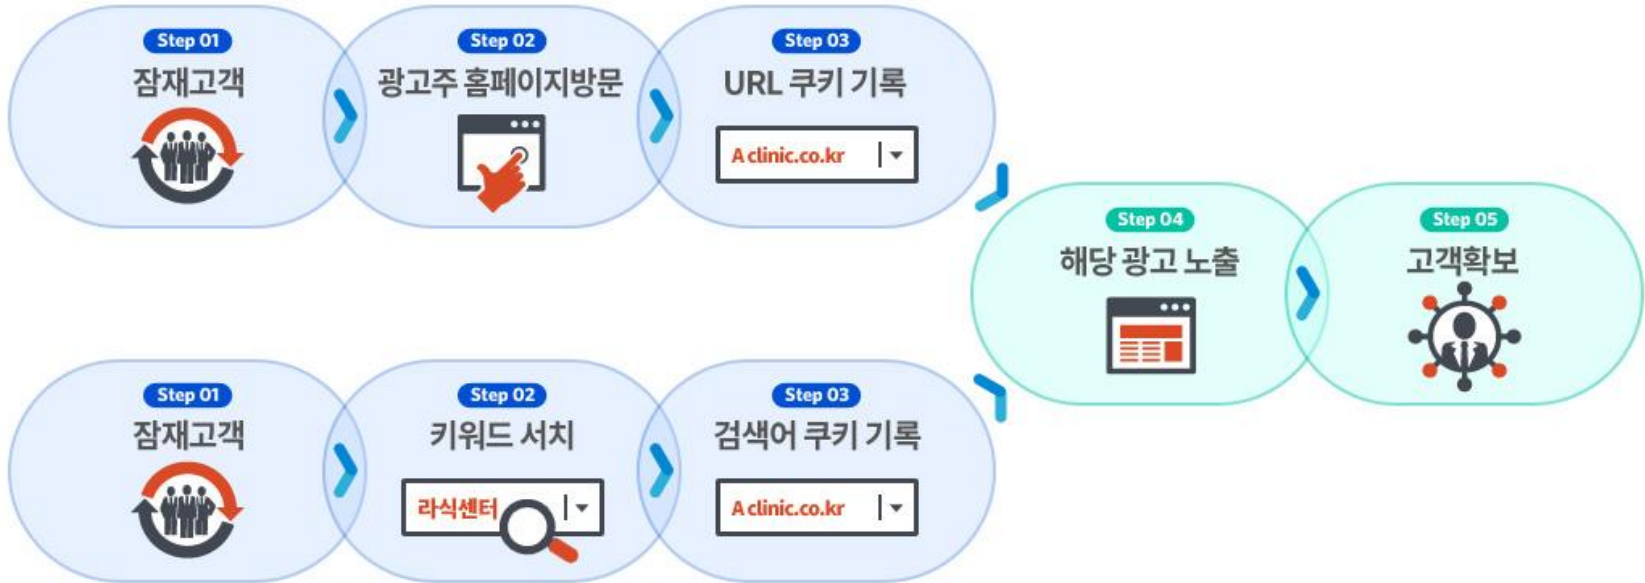 Step 01
잠재고객
Step 02
광고주 홈페이지방문
Step 03
URL 쿠키 기록
A clinic.co.kr
Step 01
잠재고객
Step 02
키워드 서치
라식센터
Step 03
검색어 쿠키 기록
A clinic.co.kr
Step 04
해당 광고 노출
Step 05
고객확보